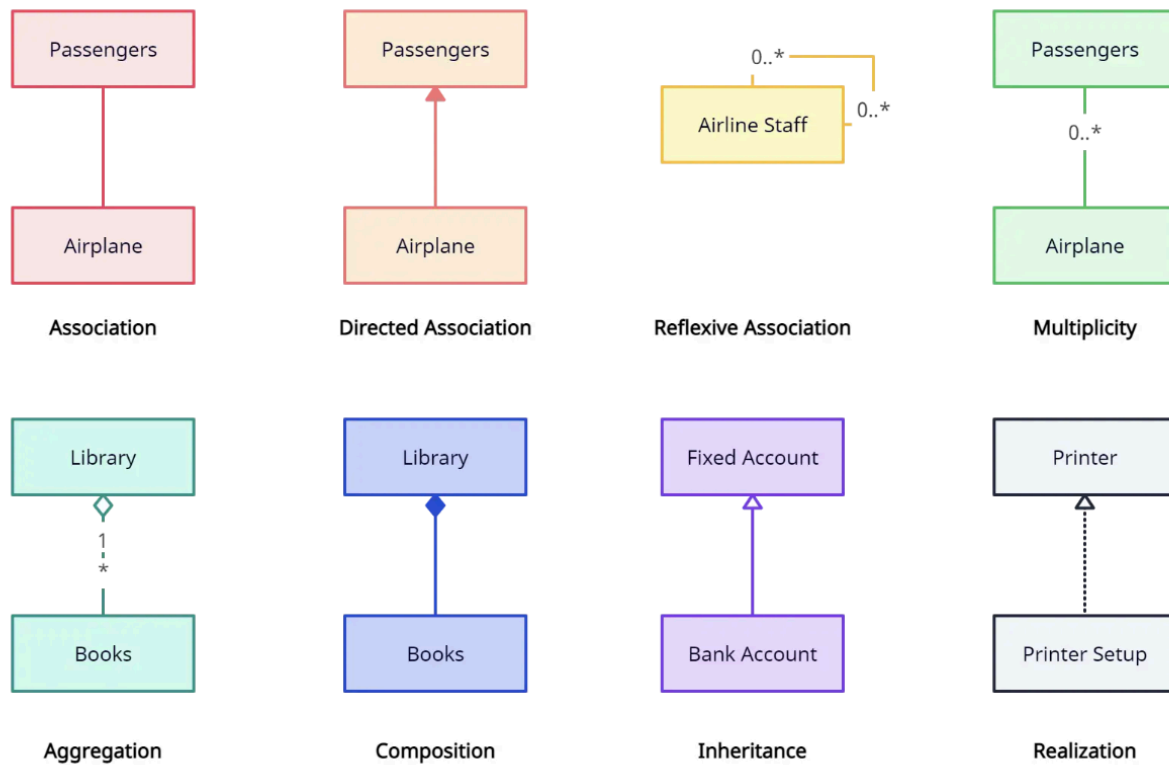 Passengers
Passengers
0..*
Airline Staff
0..*
Passengers
0..*
Airplane
Airplane
Airplane
Association
Directed Association
Reflexive Association
Multiplicity
Library
1
*
Books
Library
Books
Fixed Account
Bank Account
Printer
Printer Setup
Aggregation
Composition
Inheritance
Realization